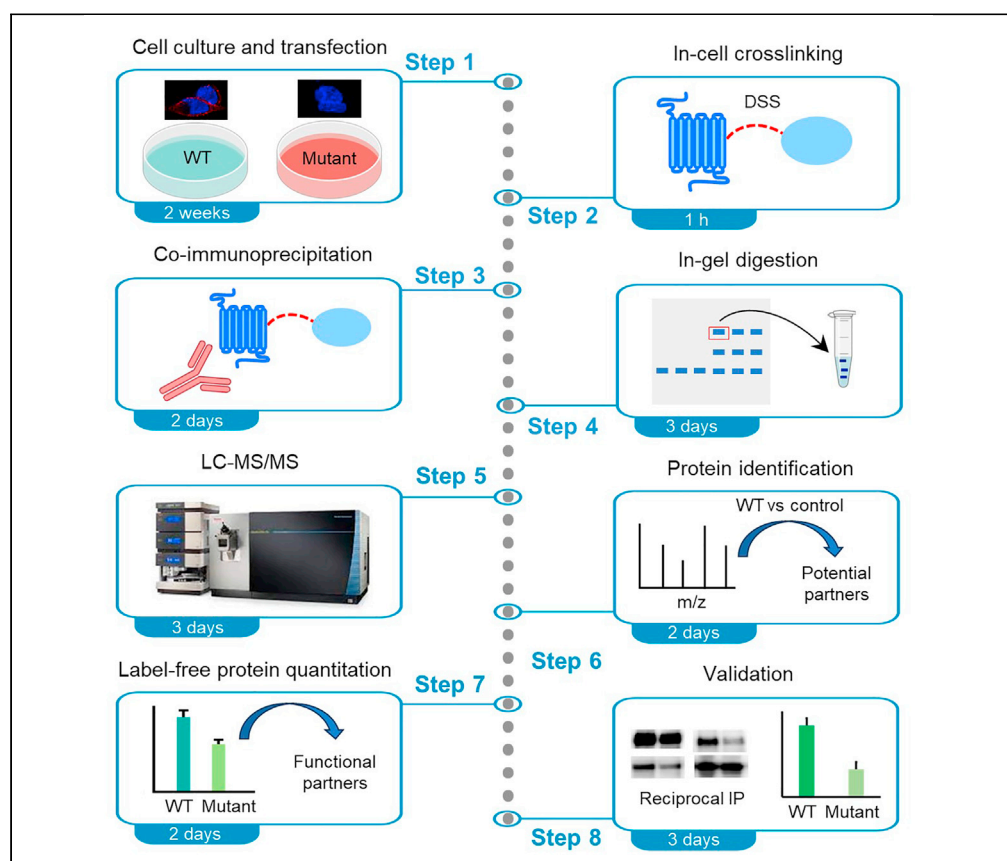 Cell culture and transfection
Step 1
WT
Mutant
2 weeks
In-cell crosslinking
DSS
Step 2
1 h
Co-immunoprecipitation
Step 3
2 days
In-gel digestion
Step 4
3 days
LC-MS/MS
Step 5
3 days
Protein identification
WT vs control
m/z
Potential
partners
Step 6
2 days
Label-free protein quantitation
Step 7
Functional
partners
WT Mutant
2 days
Validation
Reciprocal IP
WT Mutant
Step 8
3 days